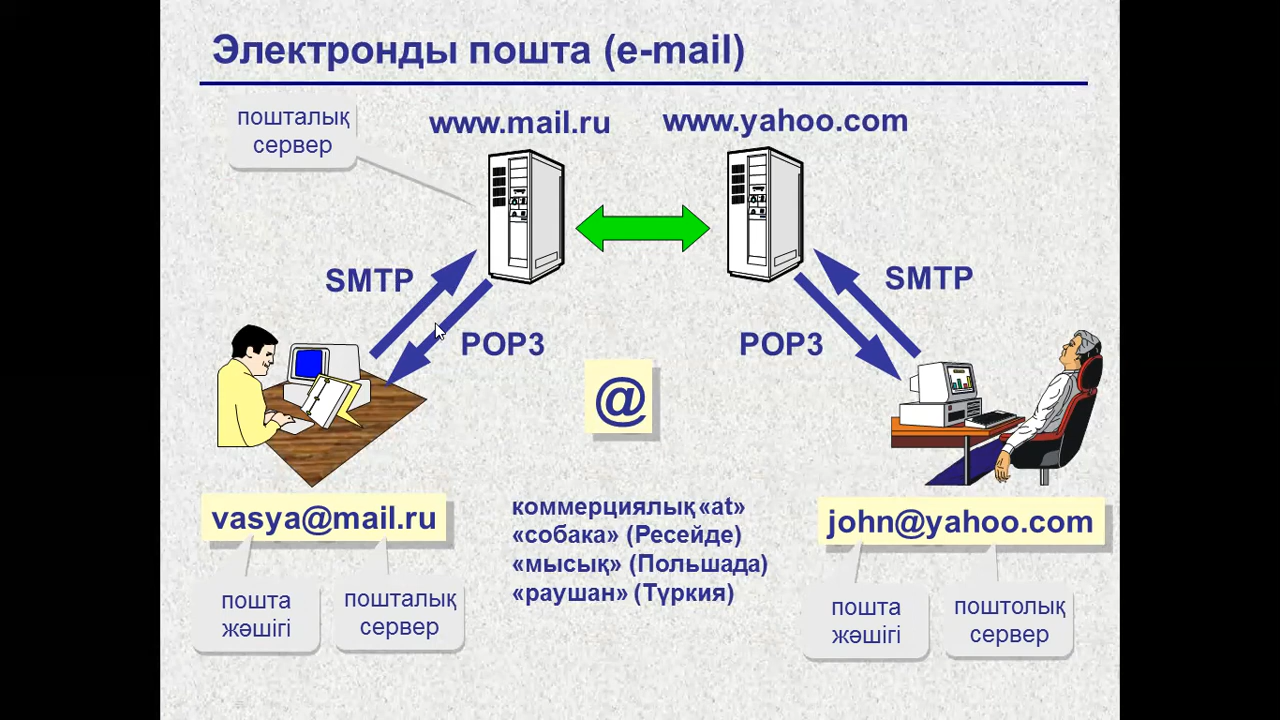 Электронды пошта (e-mail)
пошталық
сервер
www.mail.ru
www.yahoo.com
SMTP
POP3
POP3
SMTP
@
vasya@mail.ru
пошта
жәшігі
пошталық
сервер
коммерциялық «at»
«собака» (Ресейде)
«мысық» (Польшада)
«раушан» (Түркия)
john@yahoo.com
пошта
жәшігі
поштолық
сервер